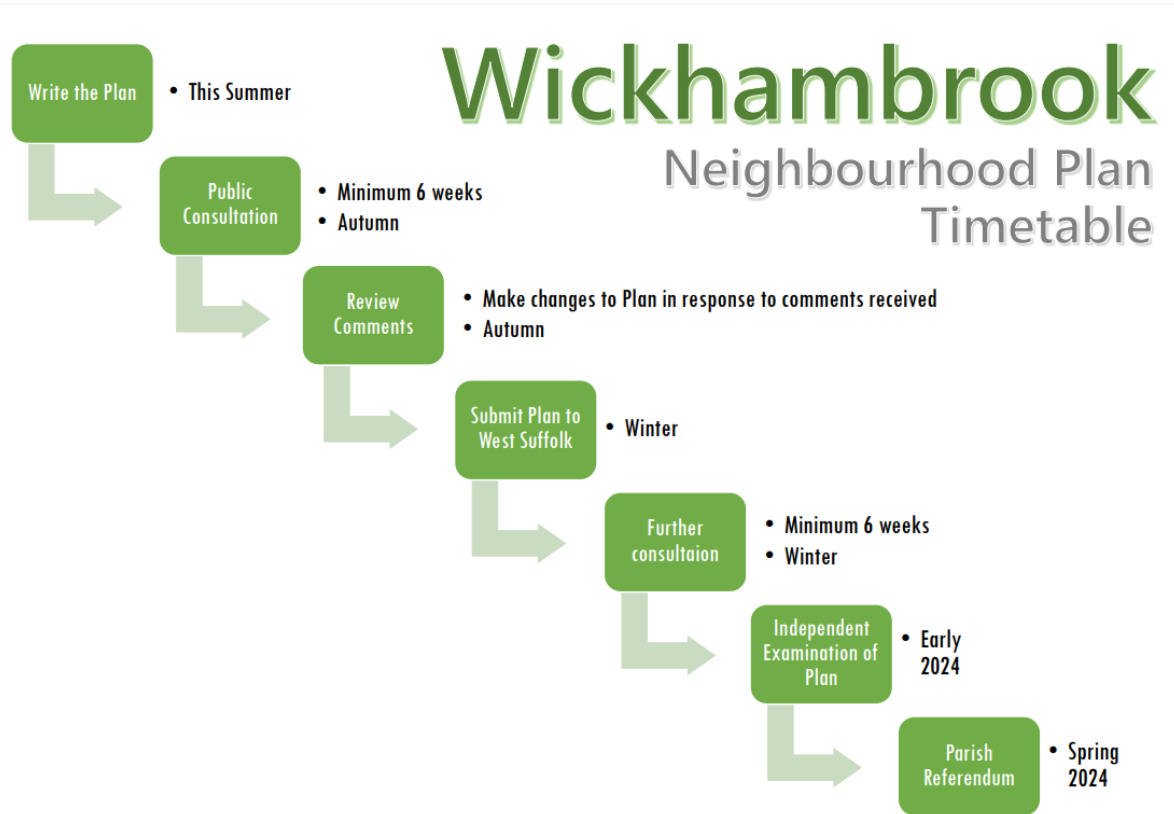 Wickhambrook
Neighbourhood Plan
Timetable
Write the Plan
• This Summer
Public
Consultation
• Minimum 6 weeks
• Autumn
Review
Comments
• Make changes to Plan in response to comments received
• Autumn
Submit Plan to
West Suffolk
• Winter
Further
consultaion
• Minimum 6 weeks
• Winter
Independent
Examination of
Plan
• Early
2024
Parish
Referendum
• Spring
2024